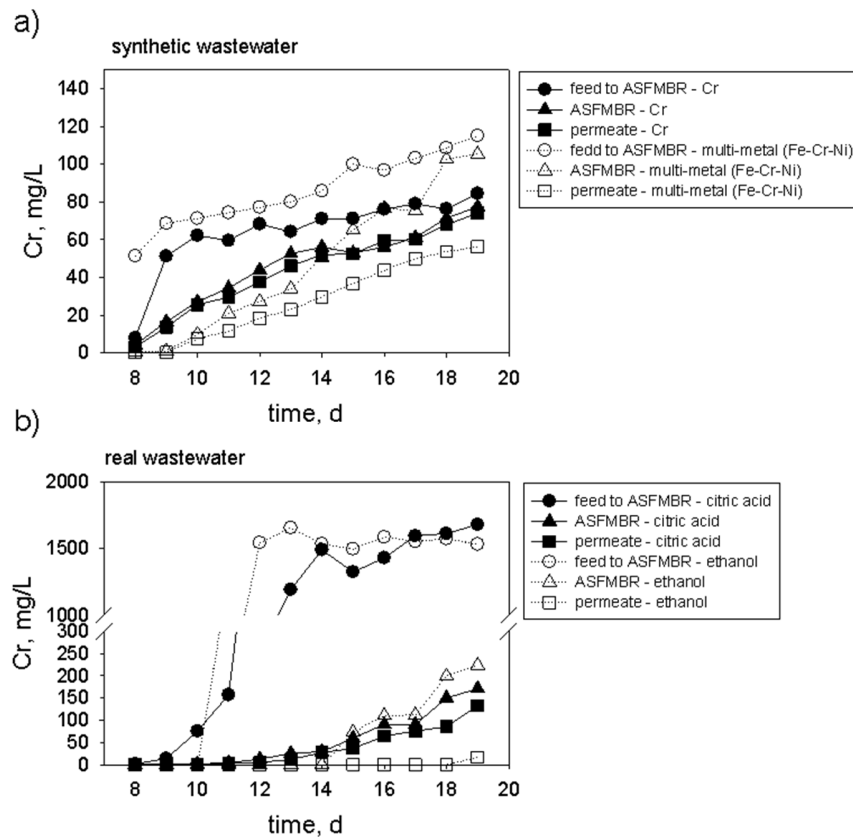 a)
synthetic wastewater
140
120
100
80
60
40
20
0
Cr, mg/L
8 10 12 14 16 18 20
time, d
feed to ASFMBR - Cr
ASFMBR - Cr
permeate - Cr
fedd to ASFMBR - multi-metal (Fe-Cr-Ni)
ASFMBR - multi-metal (Fe-Cr-Ni)
permeate - multi-metal (Fe-Cr-Ni)
b)
real wastewater
2000
1500
1000
300
250
200
150
100
50
0
Cr, mg/L
8 10 12 14 16 18 20
time, d
feed to ASFMBR - citric acid
ASFMBR - citric acid
permeate - citric acid
feed to ASFMBR - ethanol
ASFMBR - ethanol
permeate - ethanol